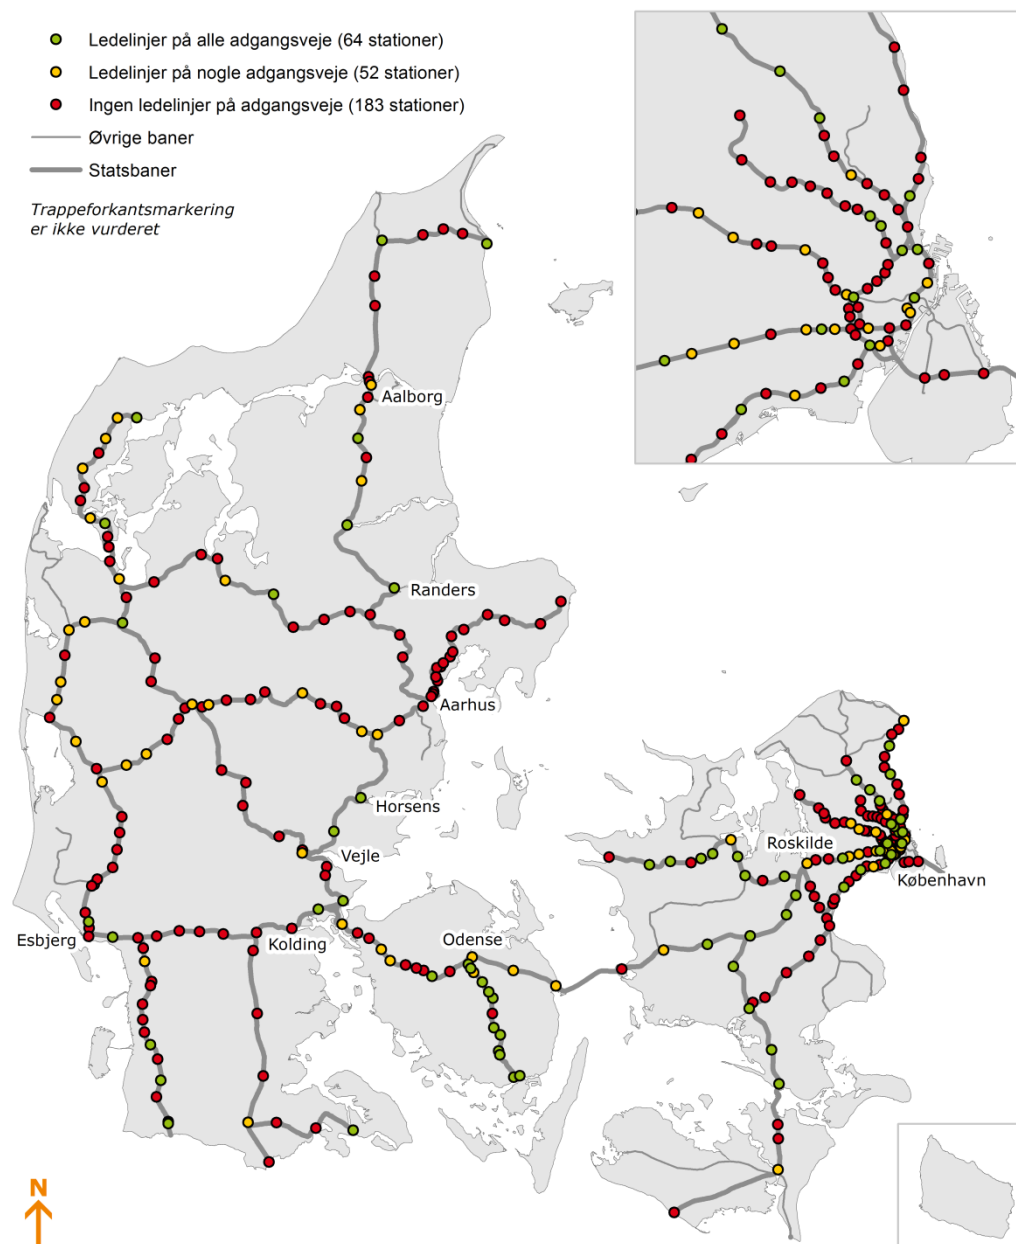 Ledelinjer på alle adgangsveje (64 stationer)
Ledelinjer på nogle adgangsveje (52 stationer)
Ingen ledelinjer på adgangsveje (183 stationer)
Øvrige baner
Statsbaner
Trappeforkantsmarkering
er ikke vurderet
Aalborg
Randers
Aarhus
Horsens
Vejle
Roskilde
København
Esbjerg
Kolding
Odense
N